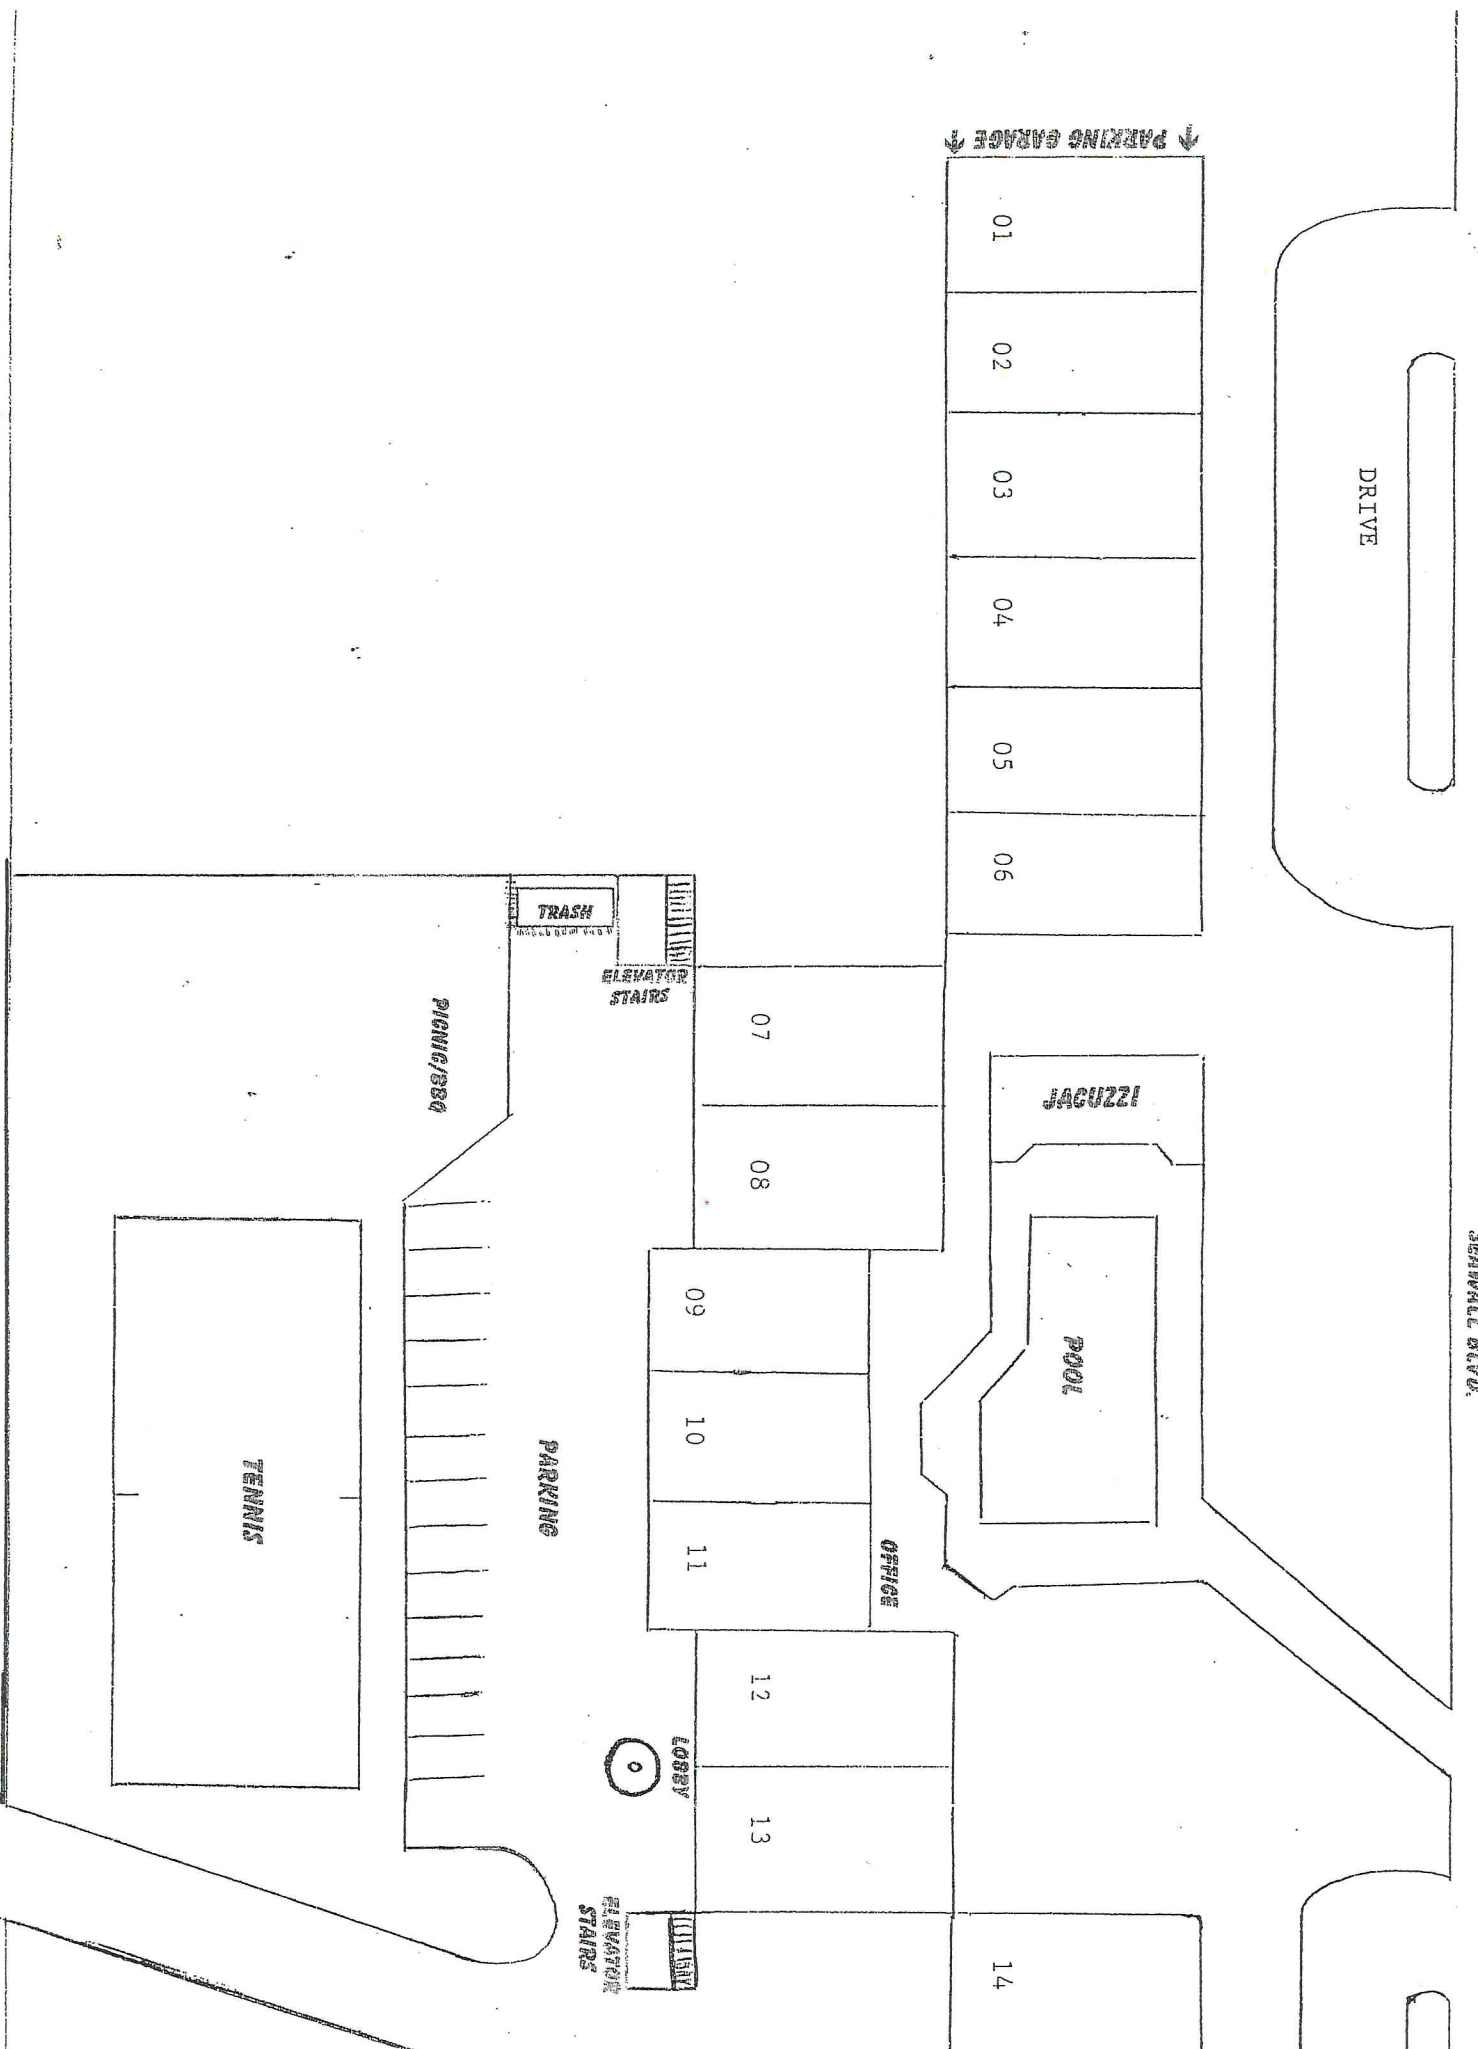 PARKING GARAGE
01
02
03
04
05
06
DRIVE
TRASH
ELEVATOR
STAIRS
PICNIC/BBQ
07
08
JACUZZI
POOL
09
10
11
OFFICE
PARKING
TENNIS
12
13
LOBBY
ELEVATOR
STAIRS
14
BLVD.